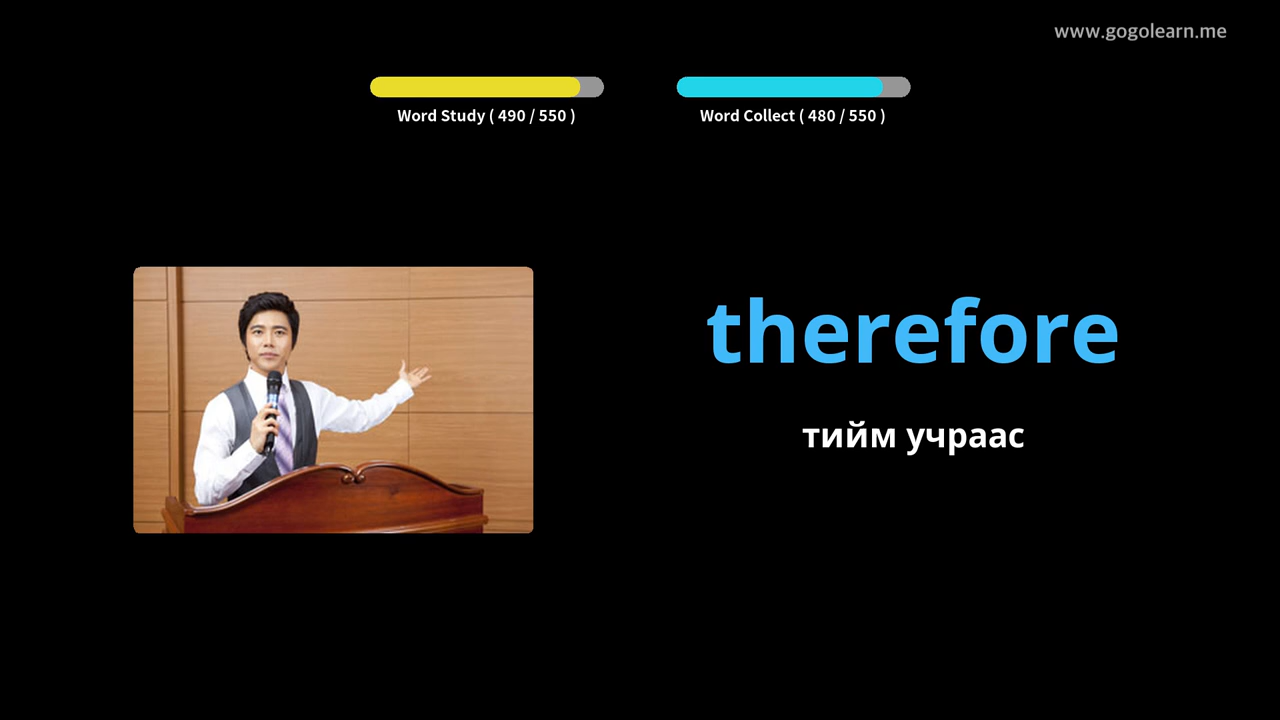 www.gogolearn.me
Word Study ( 490 / 550 )
Word Collect ( 480 / 550 )
therefore
тийм учраас